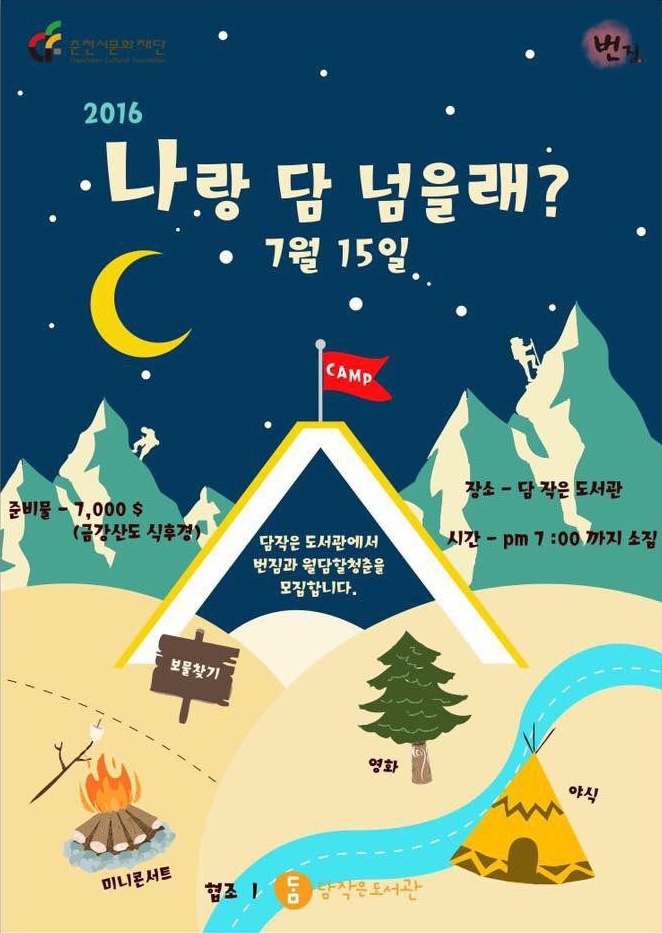 춘천시문화재단
Chuncheon Cultural Foundation
번짐
2016
나랑 담 넘을래?
7월 15일
CAMP
장소 - 담 작은 도서관
준비물 - 7,000 $
(금강산도 식후경)
시간 - pm 7 :00 까지 소집
담작은 도서관에서
번짐과 월담할청춘을
모집합니다.
보물찾기
영화
야식
미니콘서트
협조 |
담작은도서관